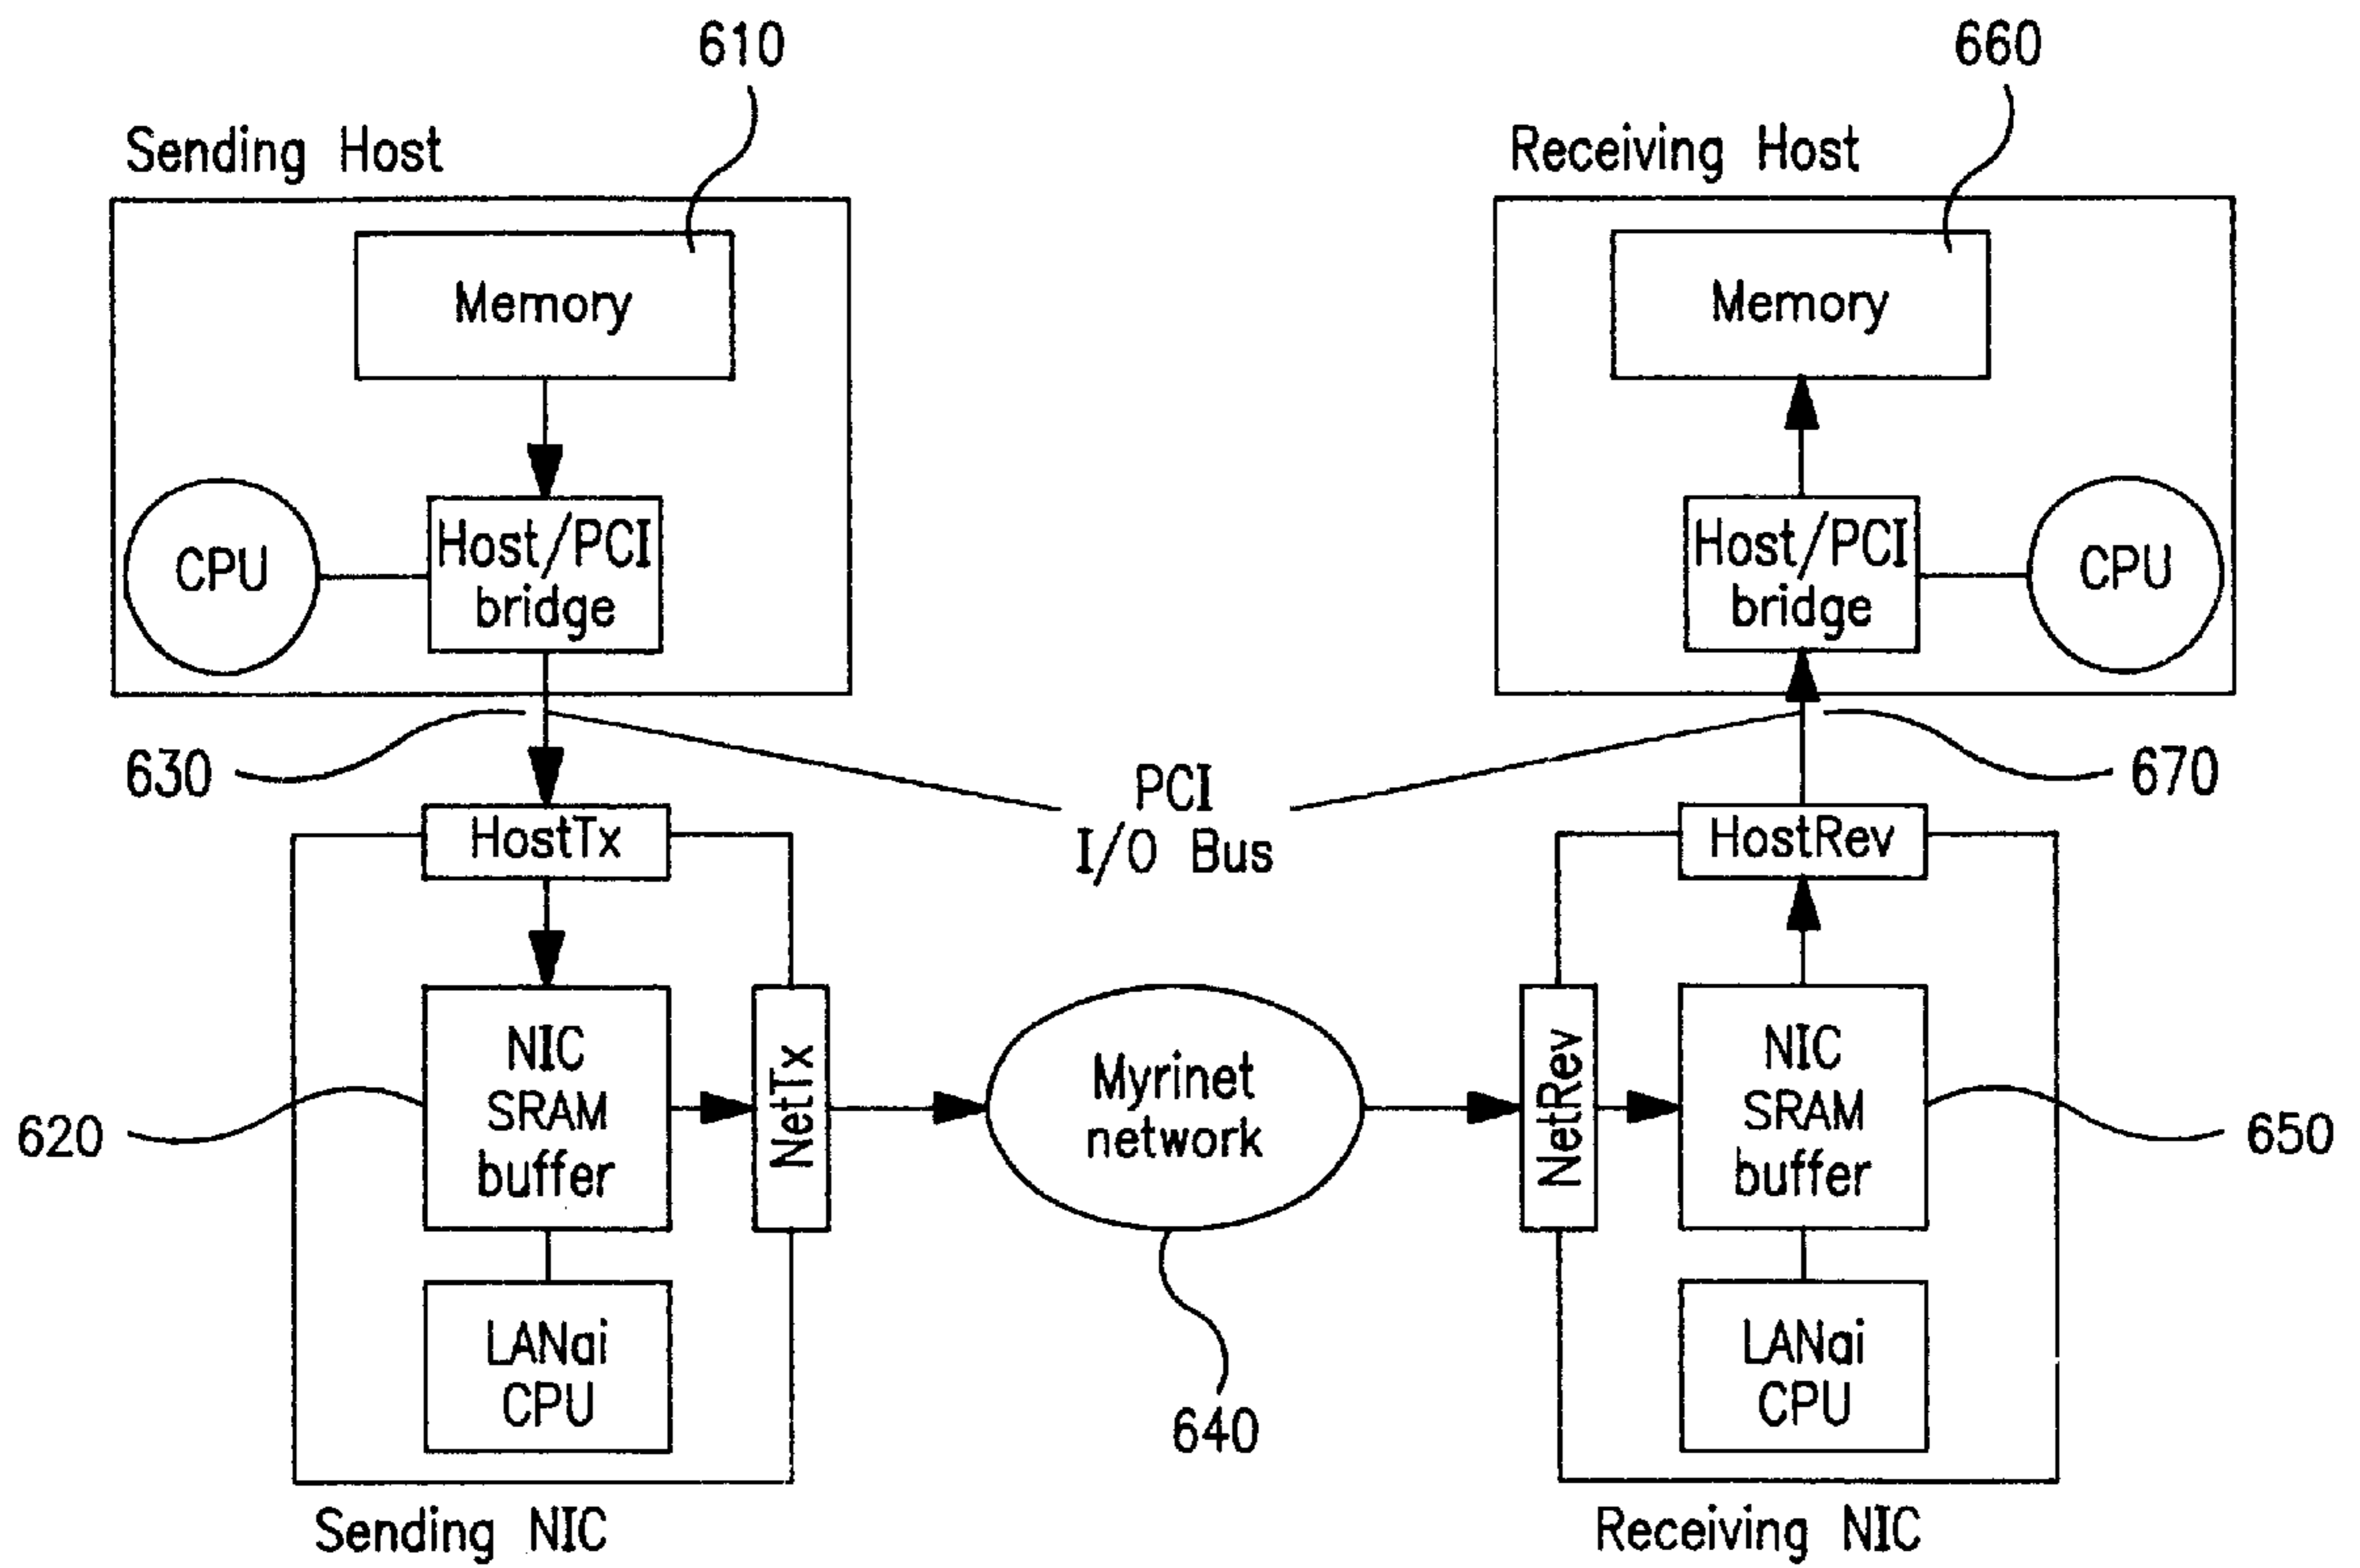 610
660
Sending Host
Receiving Host
Memory
Memory
CPU
Host/PCI
bridge
Host/PCI
bridge
CPU
630
PCI
I/O Bus
670
HostTx
HostRev
NIC
SRAM
buffer
NetTx
Myrinet
network
NetRev
NIC
SRAM
buffer
620
650
LANai
CPU
640
LANai
CPU
Sending NIC
Receiving NIC